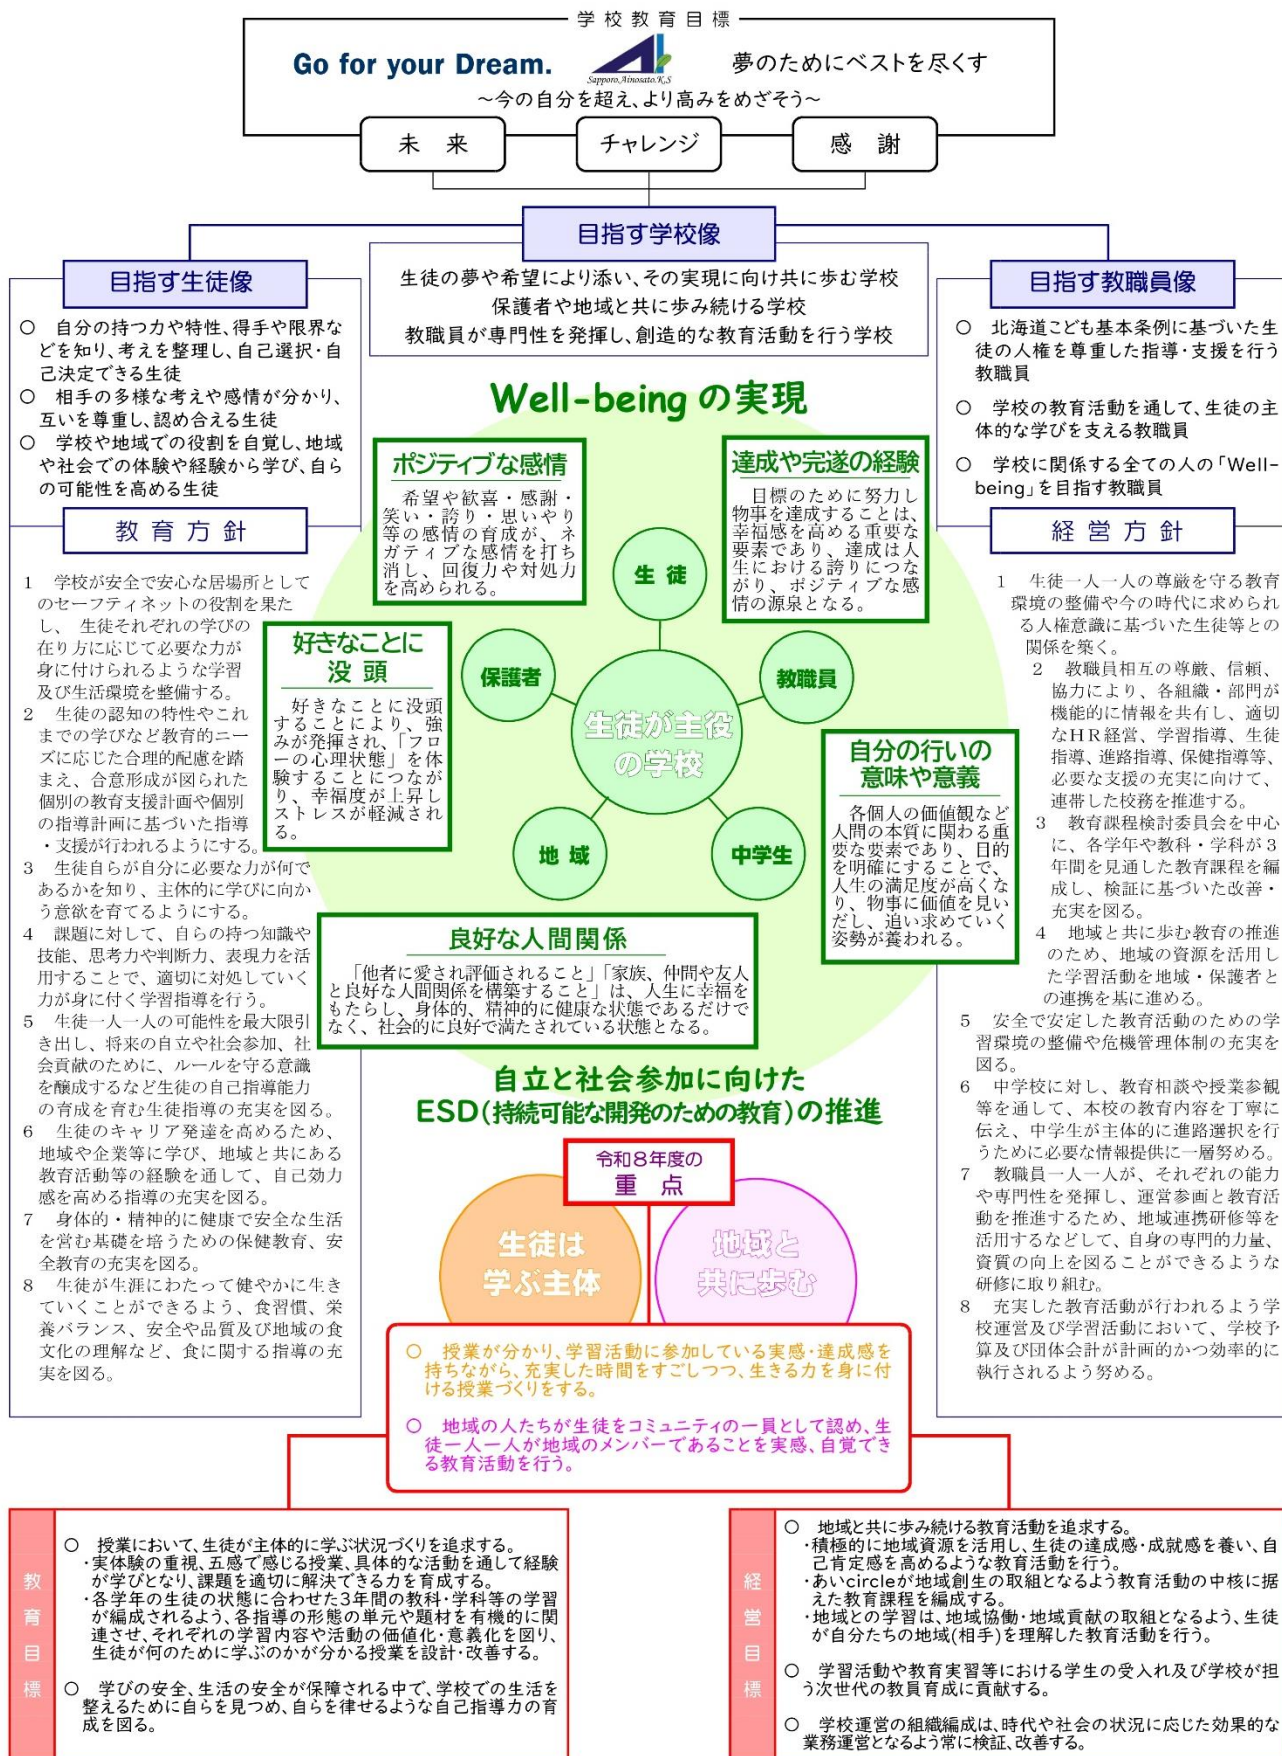 学校教育目標
Go for your Dream.
Sapporo.Ainosato.K.S
夢のためにベストを尽くす
～今の自分を超え、より高みをめざそう～
未　来
チャレンジ
感　謝
目指す学校像
生徒の夢や希望により添い、その実現に向け共に歩む学校
保護者や地域と共に歩み続ける学校
教職員が専門性を発揮し、創造的な教育活動を行う学校
目指す生徒像
○　自分の持つ力や特性、得手や限界な
どを知り、考えを整理し、自己選択・自
己決定できる生徒
○　相手の多様な考えや感情が分かり、
互いを尊重し、認め合える生徒
○　学校や地域での役割を自覚し、地域
や社会での体験や経験から学び、自ら
の可能性を高める生徒
教 育 方 針
1　学校が安全で安心な居場所として
のセーフティネットの役割を果た
し、 生徒それぞれの学びの
在り方に応じて必要な力が
身に付けられるような学習
及び生活環境を整備する。
2　生徒の認知の特性やこれ
までの学びなど教育的ニー
ズに応じた合理的配慮を踏
まえ、合意形成が図られた
個別の教育支援計画や個別
の指導計画に基づいた指導
・支援が行われるようにする。
3　生徒自らが自分に必要な力が何で
あるかを知り、主体的に学びに向か
う意欲を育てるようにする。
4　課題に対して、自らの持つ知識や
技能、思考力や判断力、表現力を活
用することで、適切に対処していく
力が身に付く学習指導を行う。
5　生徒一人一人の可能性を最大限引
き出し、将来の自立や社会参加、社
会貢献のために、ルールを守る意識
を醸成するなど生徒の自己指導能力
の育成を育む生徒指導の充実を図る。
6　生徒のキャリア発達を高めるため、
地域や企業等に学び、地域と共にある
教育活動等の経験を通して、自己効力
感を高める指導の充実を図る。
7　身体的・精神的に健康で安全な生活
を営む基礎を培うための保健教育、安
全教育の充実を図る。
8　生徒が生涯にわたって健やかに生き
ていくことができるよう、食習慣、栄
養バランス、安全や品質及び地域の食
文化の理解など、食に関する指導の充
実を図る。
Well-being の実現
ポジティブな感情
希望や歓喜・感謝・
笑い・誇り・思いやり
等の感情の育成が、ネ
ガティブな感情を打ち
消し、回復力や対処力
を高められる。
達成や完遂の経験
目標のために努力し
物事を達成することは、
幸福感を高める重要な
要素であり、達成は人
生における誇りにつな
がり、ポジティブな感
情の源泉となる。
好きなことに
没 頭
好きなことに没頭
することにより、強
みが発揮され、「フロ
ーの心理状態」を体
験することにつなが
り、幸福度が上昇し
ストレスが軽減され
る。
生 徒
保護者
教職員
生徒が主役
の学校
地 域
中学生
自分の行いの
意味や意義
各個人の価値観など
人間の本質に関わる重
要な要素であり、目的
を明確にすることで、
人生の満足度が高くな
り、物事に価値を見い
だし、追い求めていく
姿勢が養われる。
良好な人間関係
「他者に愛され評価されること」「家族、仲間や友人
と良好な人間関係を構築すること」は、人生に幸福を
もたらし、身体的、精神的に健康な状態であるだけで
なく、社会的に良好で満たされている状態となる。
自立と社会参加に向けた
ESD(持続可能な開発のための教育)の推進
目指す教職員像
○　北海道こども基本条例に基づいた生
徒の人権を尊重した指導・支援を行う
教職員
○　学校の教育活動を通して、生徒の主
体的な学びを支える教職員
○　学校に関係する全ての人の「Well-
being」を目指す教職員
経 営 方 針
1　生徒一人一人の尊厳を守る教育
環境の整備や今の時代に求められ
る人権意識に基づいた生徒等との
関係を築く。
2　教職員相互の尊厳、信頼、
協力により、各組織・部門が
機能的に情報を共有し、適切
なHR経営、学習指導、生徒
指導、進路指導、保健指導等、
必要な支援の充実に向けて、
連帯した校務を推進する。
3　教育課程検討委員会を中心
に、各学年や教科・学科が3
年間を見通した教育課程を編
成し、検証に基づいた改善・
充実を図る。
4　地域と共に歩む教育の推進
のため、地域の資源を活用し
た学習活動を地域・保護者と
の連携を基に進める。
5　安全で安定した教育活動のための学
習環境の整備や危機管理体制の充実を
図る。
6　中学校に対し、教育相談や授業参観
等を通して、本校の教育内容を丁寧に
伝え、中学生が主体的に進路選択を行
うために必要な情報提供に一層努める。
7　教職員一人一人が、それぞれの能力
や専門性を発揮し、運営参画と教育活
動を推進するため、地域連携研修等を
活用するなどして、自身の専門的力量、
資質の向上を図ることができるような
研修に取り組む。
8　充実した教育活動が行われるよう学
校運営及び学習活動において、学校予
算及び団体会計が計画的かつ効率的に
執行されるよう努める。
令和8年度の
重 点
生徒は
学ぶ主体
地域と
共に歩む
○　授業が分かり、学習活動に参加している実感・達成感を
持ちながら、充実した時間をすごしつつ、生きる力を身に付
ける授業づくりをする。
○　地域の人たちが生徒をコミュニティの一員として認め、生
徒一人一人が地域のメンバーであることを実感、自覚でき
る教育活動を行う。
教育目標
○　授業において、生徒が主体的に学ぶ状況づくりを追求する。
・実体験の重視、五感で感じる授業、具体的な活動を通して経験
が学びとなり、課題を適切に解決できる力を育成する。
・各学年の生徒の状態に合わせた3年間の教科・学科等の学習
が編成されるよう、各指導の形態の単元や題材を有機的に関
連させ、それぞれの学習内容や活動の価値化・意義化を図り、
生徒が何のために学ぶのかが分かる授業を設計・改善する。
○　学びの安全、生活の安全が保障される中で、学校での生活を
整えるために自らを見つめ、自らを律せるような自己指導力の育
成を図る。
経営目標
○　地域と共に歩み続ける教育活動を追求する。
・積極的に地域資源を活用し、生徒の達成感・成就感を養い、自
己肯定感を高めるような教育活動を行う。
・あいcircleが地域創生の取組となるよう教育活動の中核に据
えた教育課程を編成する。
・地域との学習は、地域協働・地域貢献の取組となるよう、生徒
が自分たちの地域(相手)を理解した教育活動を行う。
○　学習活動や教育実習等における学生の受入れ及び学校が担
う次世代の教員育成に貢献する。
○　学校運営の組織編成は、時代や社会の状況に応じた効果的な
業務運営となるよう常に検証、改善する。